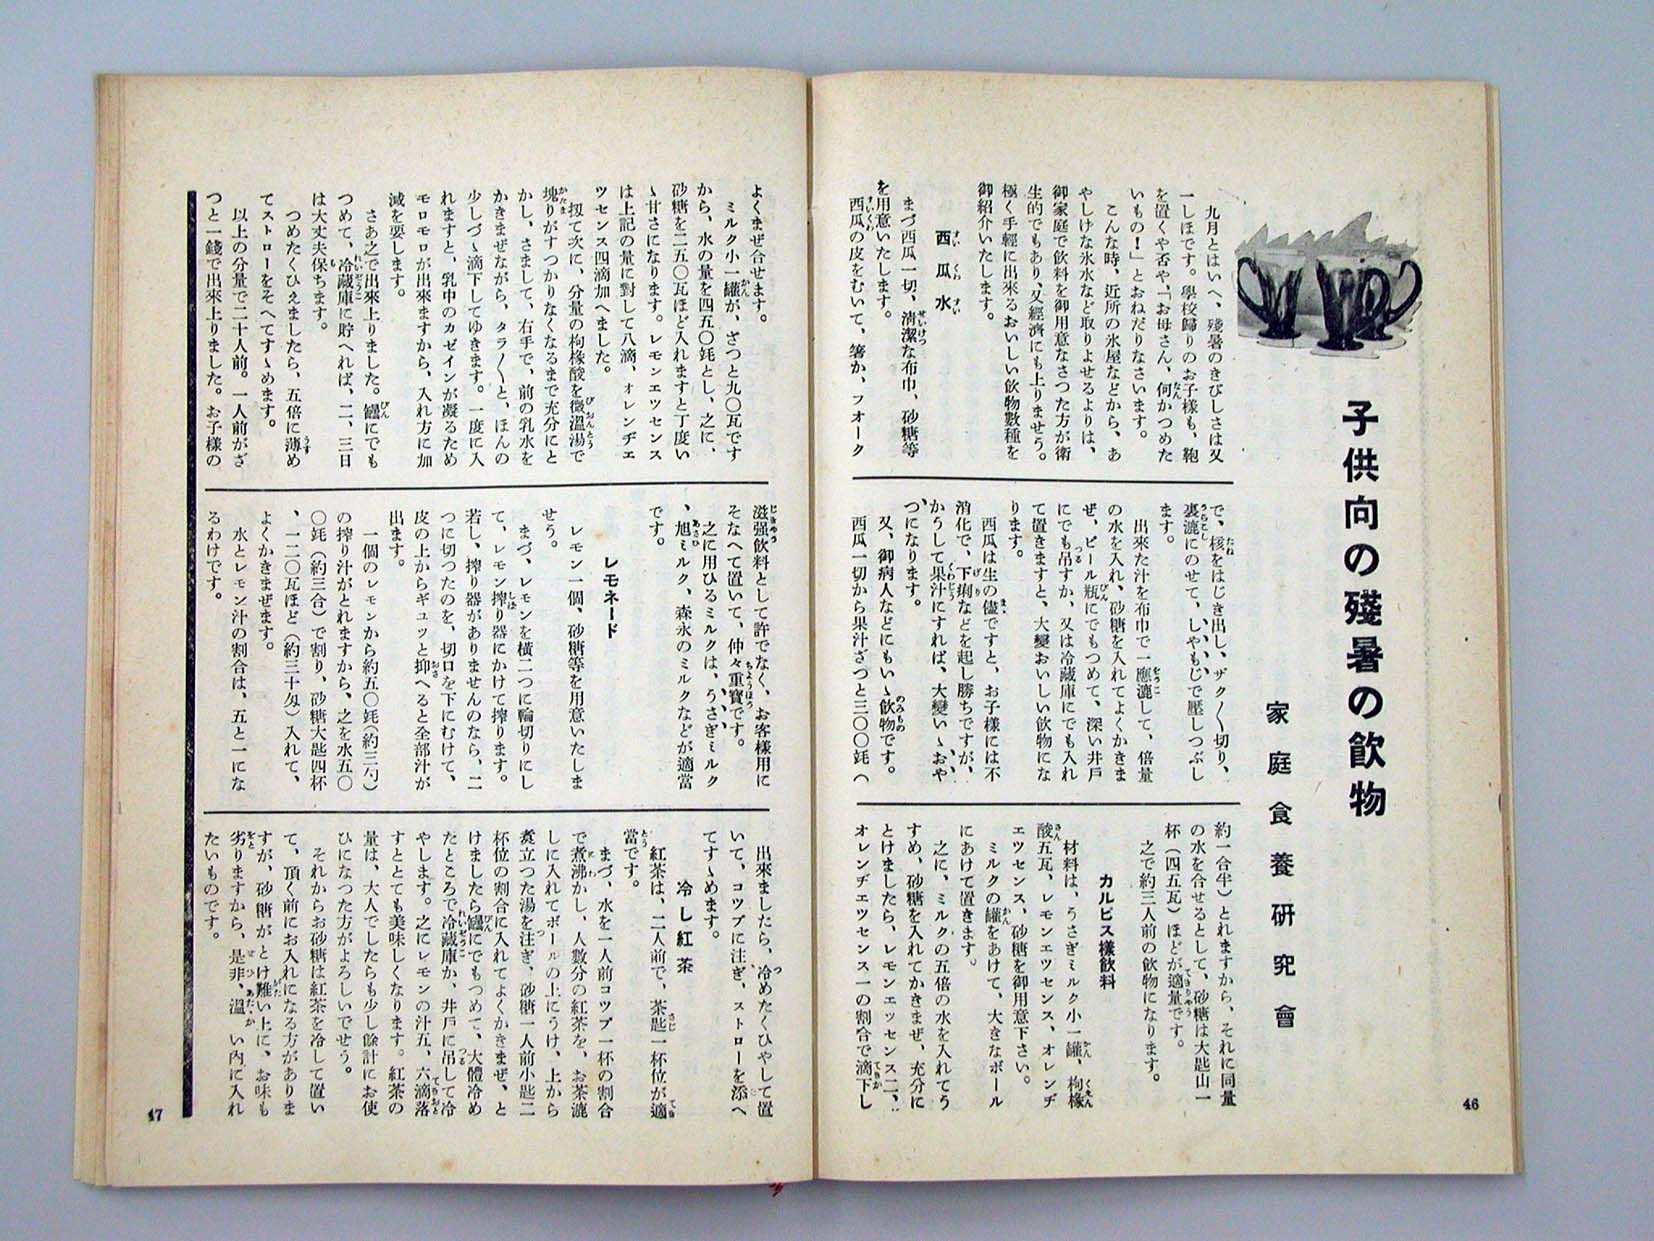 子供向の殘暑の飮物
家庭食養研究會
九月とはいへ、殘暑のきびしさは又
一しほです。學校歸りのお子樣も、鞄
を置くや否や、「お母さん、何かつめた
いもの！」とおねだりなさいます。
こんな時、近所の氷屋などから、あ
やしけな氷水など取りよせるよりは、
御家庭で飮料を御用意なさつた方が衞
生的でもあり、又經濟にも上りませう。
極く手輕に出來るおいしい飮物數種を
御紹介いたします。
西瓜水
まづ西瓜一切、淸潔な布巾、砂糖等
を用意いたします。
西瓜の皮をむいて、箸か、フオーク
で、核をはじき出し、ザク〳〵切り、
裏漉にのせて、しやもじで壓しつぶし
ます。
出來た汁を布巾で一應漉して、倍量
の水を入れ、砂糖を入れてよくかきま
ぜ、ビール瓶にでもつめて、深い井戸
にでも吊すか、又は冷藏庫にでも入れ
て置きますと、大變おいしい飮物にな
ります。
西瓜は生の儘ですと、お子樣には不
消化で、下痢などを起し勝ちですが、
かうして果汁にすれば、大變いゝおや
つになります。
又、御病人などにもいゝ飮物です。
西瓜一切から果汁ざつと三〇〇竓（
約一合半）とれますから、それに同量
の水を合せるとして、砂糖は大匙山一
杯（四五瓦）ほどが適量です。
之で約三人前の飮物になります。
カルピス樣飮料
材料は、うさぎミルク小一罐、枸櫞
酸五瓦、レモンエツセンス、オレンヂ
エツセンス、砂糖を御用意下さい。
ミルクの罐をあけて、大きなボール
にあけて置きます。
之に、ミルクの五倍の水を入れてう
すめ、砂糖を入れてかきまぜ、充分に
とけましたら、レモンエッセンス二、
オレンヂエツセンス一の割合で滴下し
46
よくまぜ合せます。
ミルク小一罐が、ざつと九〇瓦です
から、水の量を四五〇竓とし、之に、
砂糖を二五〇瓦ほど入れますと丁度い
ゝ甘さになります。レモンエツセンス
は上記の量に對して八滴、オレンヂエ
ツセンス四滴加へました。
扨て次に、分量の枸櫞酸を微溫湯で
塊りがすつかりなくなるまで充分にと
かし、さまして、右手で、前の乳水を
かきまぜながら、タラ〳〵と、ほんの
少しづゝ滴下してゆきます。一度に入
れますと、乳中のカゼインが凝るため
モロモロが出來ますから、入れ方に加
減を要します。
さあ之で出來上りました。罎にでも
つめて、冷藏庫に貯へれば、二、三日
は大丈夫保ちます。
つめたくひえましたら、五倍に薄め
てストローをそへてすゝめます。
以上の分量で二十人前。一人前がざ
つと一錢で出來上りました。お子樣の
滋强飮料として許でなく、お客樣用に
そなへて置いて、仲々重寶です。
之に用ひるミルクは、うさぎミルク
、旭ミルク、森永のミルクなどが適當
です。
レモネード
レモン一個、砂糖等を用意いたしま
せう。
まづ、レモンを橫二つに輪切りにし
て、レモン搾り器にかけて搾ります。
若し、搾り器がありませんのなら、二
つに切つたのを、切口を下にむけて、
皮の上からギュッと抑へると全部汁が
出ます。
一個のレモンから約五〇竓（約三勺）
の搾り汁がとれますから、之を水五〇
〇竓（約三合）で割り、砂糖大匙四杯
、一二〇瓦ほど（約三十匁）入れて、
よくかきまぜます。
水とレモン汁の割合は、五と一にな
るわけです。
出來ましたら、冷めたくひやして置
いて、コツプに注ぎ、ストローを添へ
てすゝめます。
冷し紅茶
紅茶は、二人前で、茶匙一杯位が適
當です。
まづ、水を一人前コツプ一杯の割合
で煮沸かし、人數分の紅茶を、お茶漉
しに入れてボールの上にうけ、上から
煑立つた湯を注ぎ、砂糖一人前小匙二
杯位の割合に入れてよくかきまぜ、と
けましたら罎にでもつめて、大體冷め
たところで冷藏庫か、井戸に吊して冷
やします。之にレモンの汁五、六滴落
すととても美味しくなります。紅茶の
量は、大人でしたらも少し餘計にお使
ひになつた方がよろしいでせう。
それからお砂糖は紅茶を冷して置い
て、頂く前にお入れになる方がありま
すが、砂糖がとけ難い上に、お味も
劣りますから、是非、溫い內に入れ
たいものです。
47